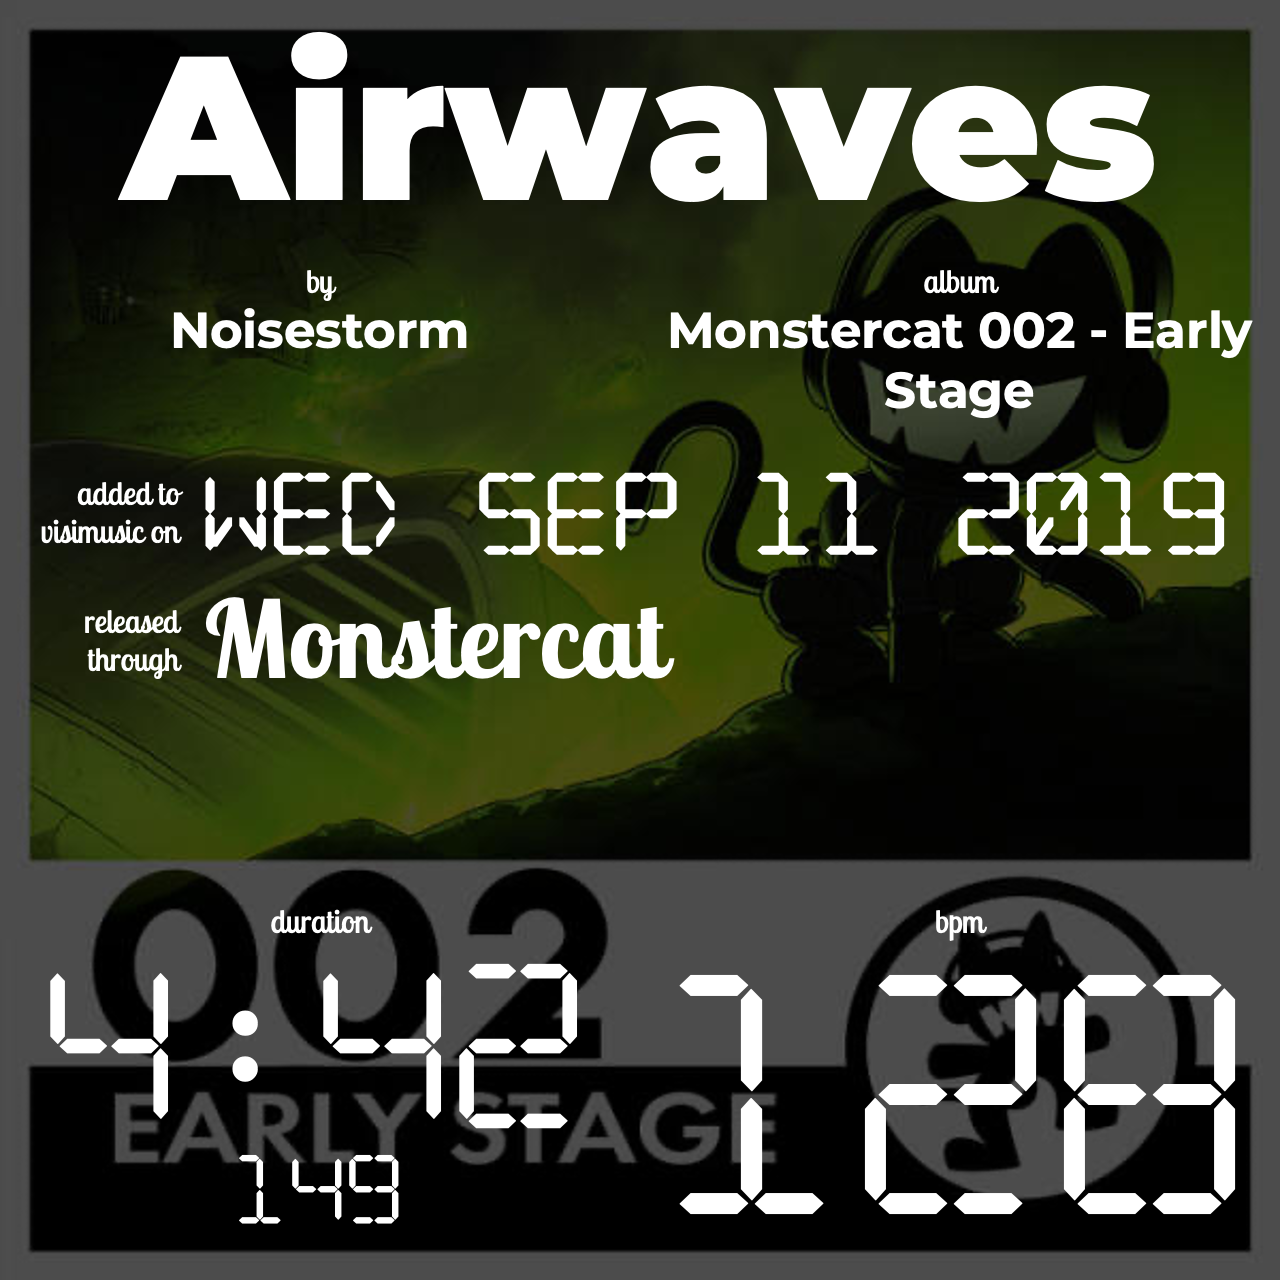 Airwaves
by
Noisestorm
album
Monstercat 002 - Early
Stage
added to
visimusic on
WED SEP 11 2019
released
through
Monstercat
002
duration
bpm
4:42
128
EARLY STAGE
149